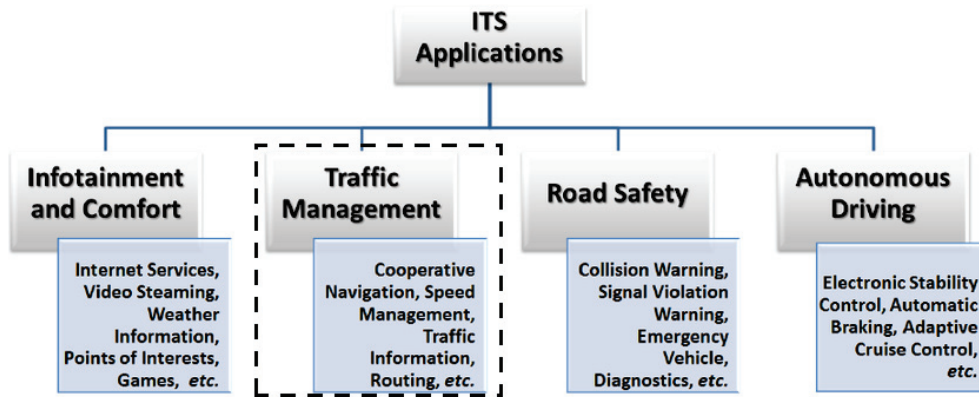 ITS
Applications
Infotainment
and Comfort
Internet Services,
Video Steaming,
Weather
Information,
Points of Interests,
Games, etc.
Traffic
Management
Cooperative
Navigation, Speed
Management,
Traffic
Information,
Routing, etc.
Road Safety
Collision Warning,
Signal Violation
Warning,
Emergency
Vehicle,
Diagnostics, etc.
Autonomous
Driving
Electronic Stability
Control, Automatic
Braking, Adaptive
Cruise Control,
etc.